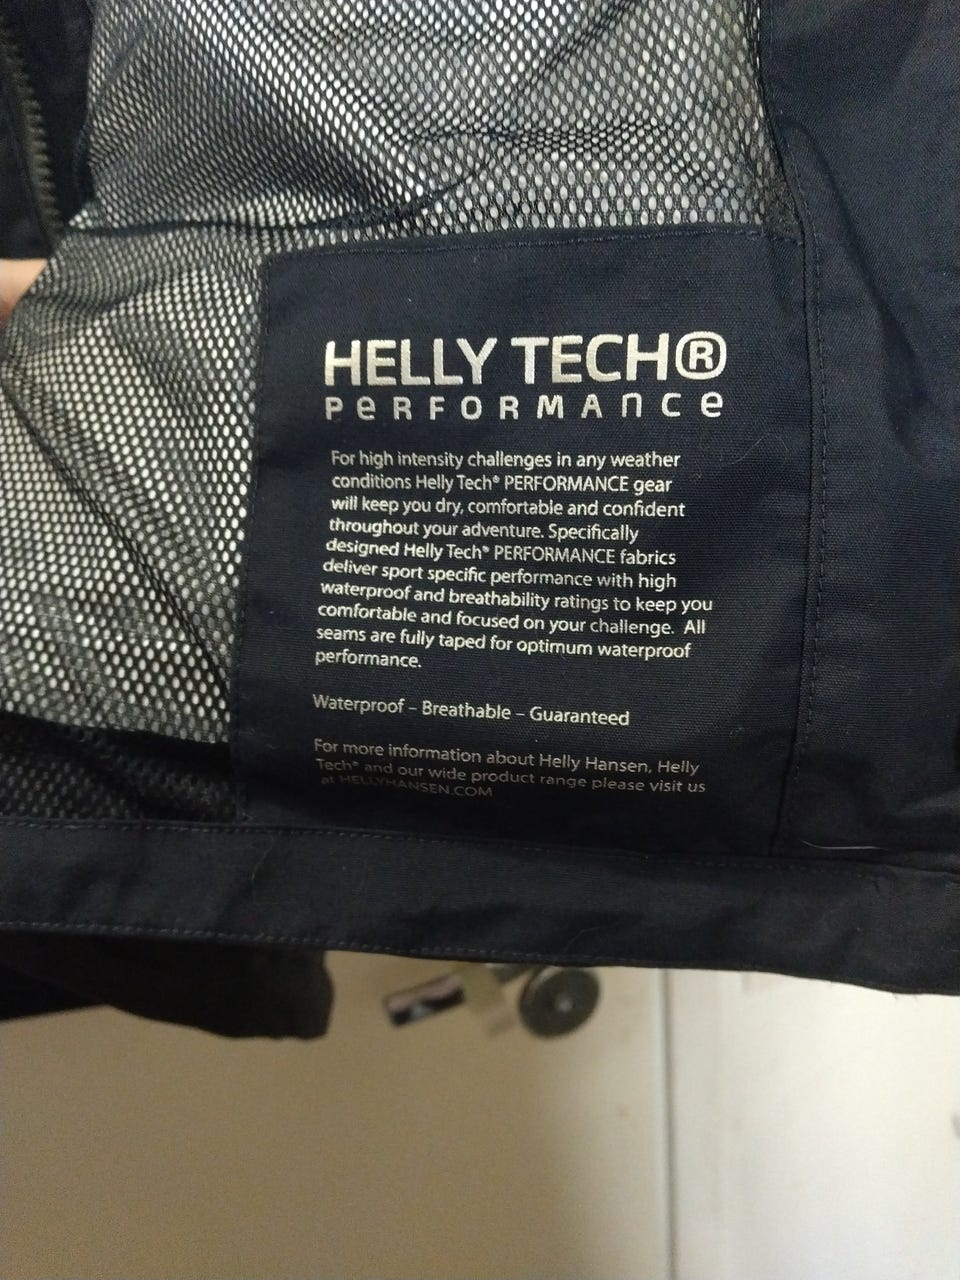 HELLY TECH®
PERFORMANCE
For high intensity challenges in any weather
conditions Helly Tech® PERFORMANCE gear
will keep you dry, comfortable and confident
throughout your adventure. Specifically
designed Helly Tech® PERFORMANCE fabrics
deliver sport specific performance with high
waterproof and breathability ratings to keep you
comfortable and focused on your challenge. All
seams are fully taped for optimum waterproof
performance.
Waterproof – Breathable – Guaranteed
For more information about Helly Hansen, Helly
Tech® and our wide product range please visit us
at HELLYHANSEN.COM